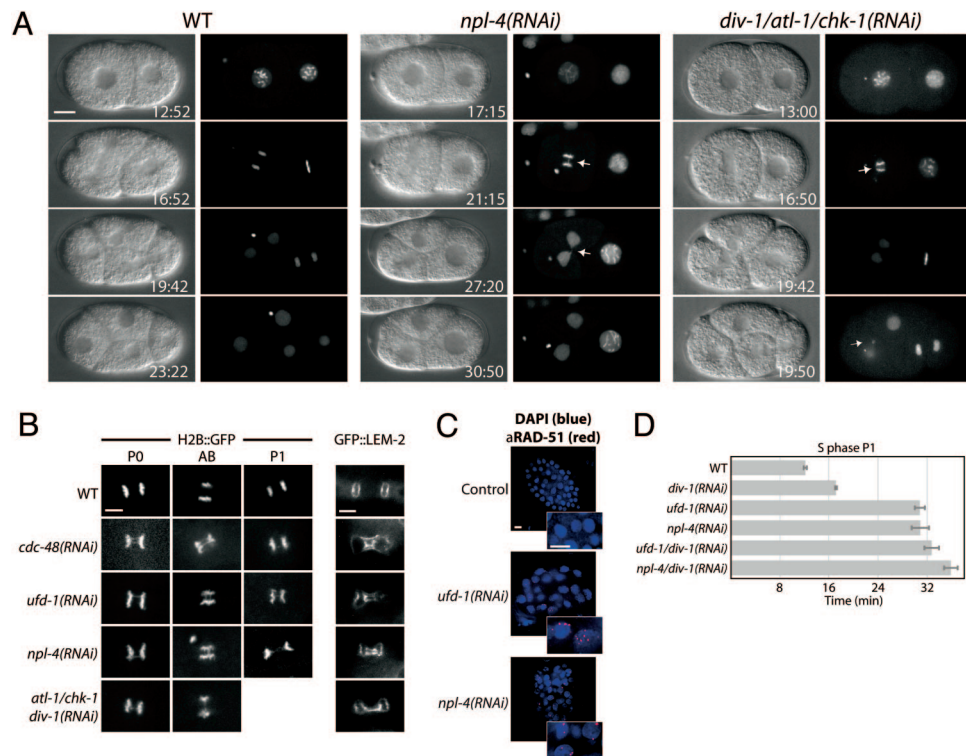 A
WT
npl-4(RNAi)
div-1/atl-1/chk-1(RNAi)
12:52
17:15
13:00
16:52
21:15
16:50
19:42
27:20
19:42
23:22
30:50
19:50
B
H2B::GFP
GFP::LEM-2
P0
AB
P1
WT
cdc-48(RNAi)
ufd-1(RNAi)
npl-4(RNAi)
atl-1/chk-1
div-1(RNAi)
C
DAPI (blue)
aRAD-51 (red)
Control
ufd-1(RNAi)
npl-4(RNAi)
D
S phase P1
WT
div-1(RNAi)
ufd-1(RNAi)
npl-4(RNAi)
ufd-1/div-1(RNAi)
npl-4/div-1(RNAi)
8
16
24
32
Time (min)